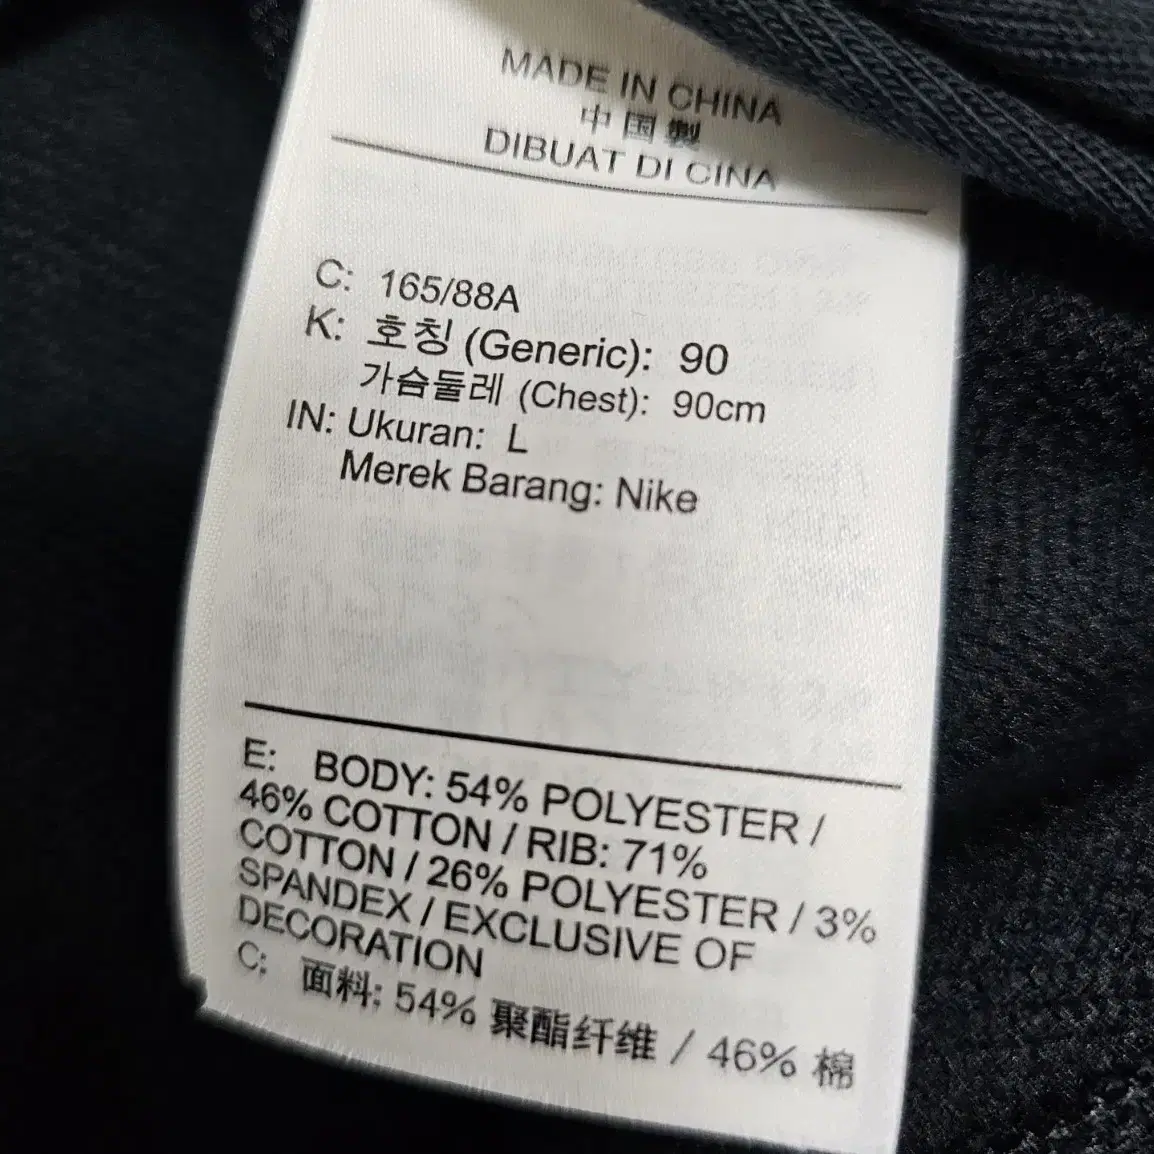 MADE IN CHINA
中国製
DIBUAT DI CINA
C: 165/88A
K: 호칭 (Generic): 90
가슴둘레 (Chest): 90cm
IN: Ukuran: L
Merek Barang: Nike
E: BODY: 54% POLYESTER /
46% COTTON / RIB: 71%
COTTON / 26% POLYESTER / 3%
SPANDEX / EXCLUSIVE OF
DECORATION
C: 面料: 54% 聚酯纤维 / 46% 棉